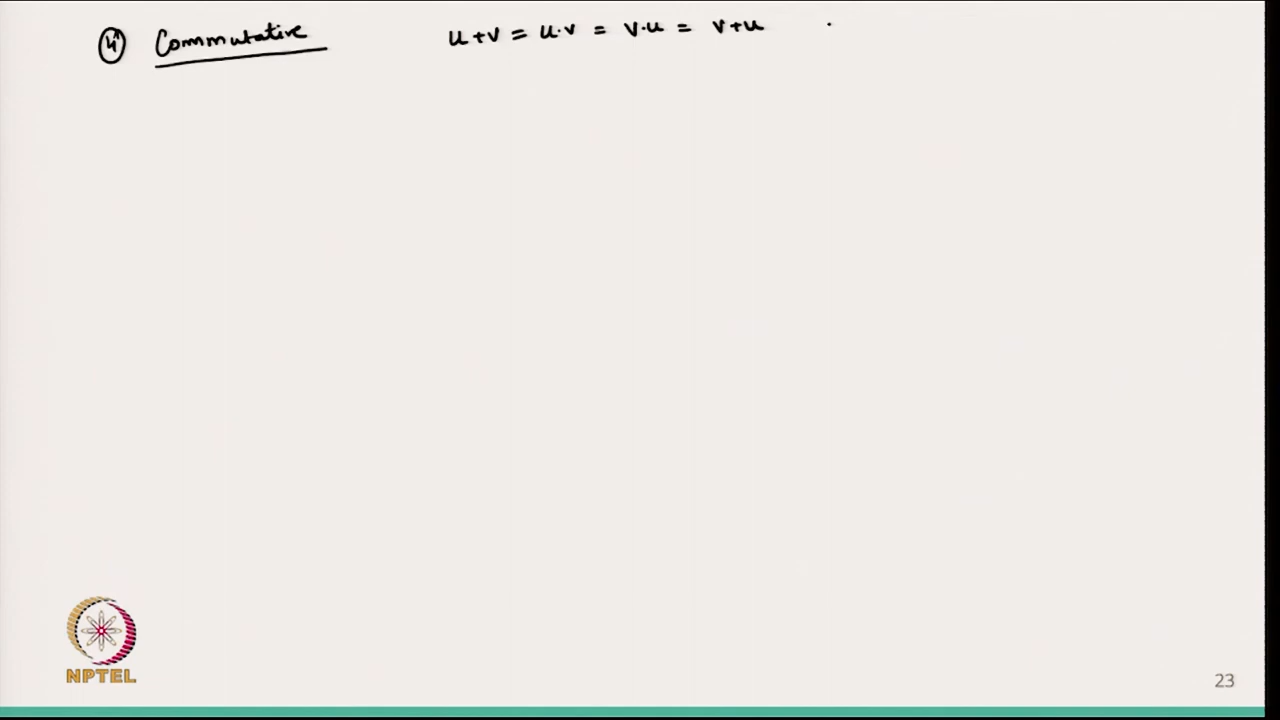 ④ Commutative u+v = u·v = v·u = v+u
NPTEL
23